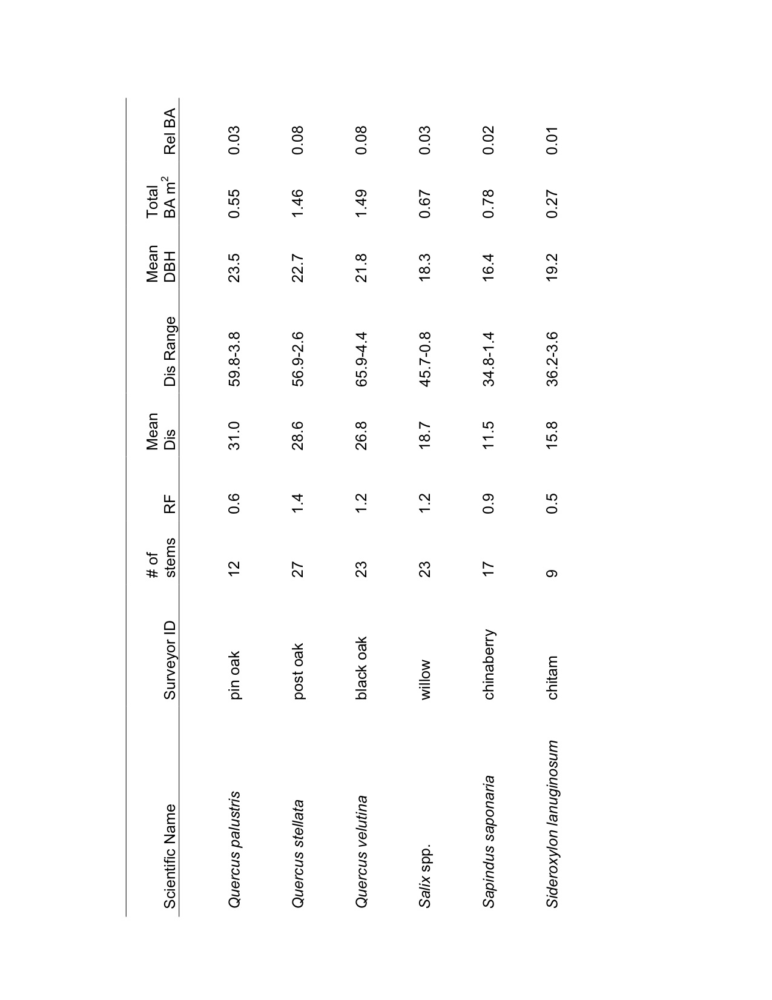 Scientific Name Surveyor ID # of stems RF Mean Dis Dis Range Mean DBH Total BA m² Rel BA
Quercus palustris pin oak 12 0.6 31.0 59.8-3.8 23.5 0.55 0.03
Quercus stellata post oak 27 1.4 28.6 56.9-2.6 22.7 1.46 0.08
Quercus velutina black oak 23 1.2 26.8 65.9-4.4 21.8 1.49 0.08
Salix spp. willow 23 1.2 18.7 45.7-0.8 18.3 0.67 0.03
Sapindus saponaria chinaberry 17 0.9 11.5 34.8-1.4 16.4 0.78 0.02
Sideroxylon lanuginosum chitam 9 0.5 15.8 36.2-3.6 19.2 0.27 0.01